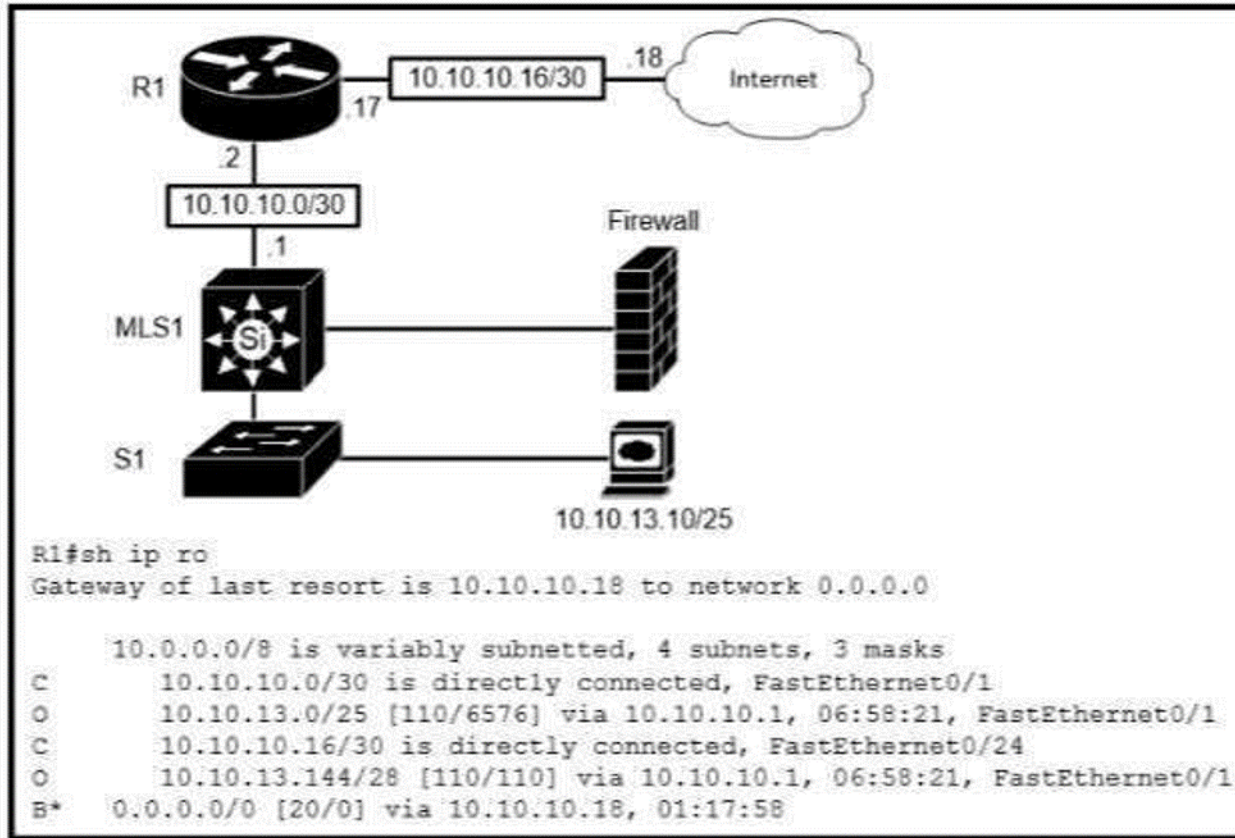 .18
R1
10.10.10.16/30
Internet
.17
.2
10.10.10.0/30
Firewall
.1
MLS1
Si
S1
10.10.13.10/25
R1#sh ip ro
Gateway of last resort is 10.10.10.18 to network 0.0.0.0
10.0.0.0/8 is variably subnetted, 4 subnets, 3 masks
C 10.10.10.0/30 is directly connected, FastEthernet0/1
O 10.10.13.0/25 [110/6576] via 10.10.10.1, 06:58:21, FastEthernet0/1
C 10.10.10.16/30 is directly connected, FastEthernet0/24
O 10.10.13.144/28 [110/110] via 10.10.10.1, 06:58:21, FastEthernet0/1
B* 0.0.0.0/0 [20/0] via 10.10.10.18, 01:17:58